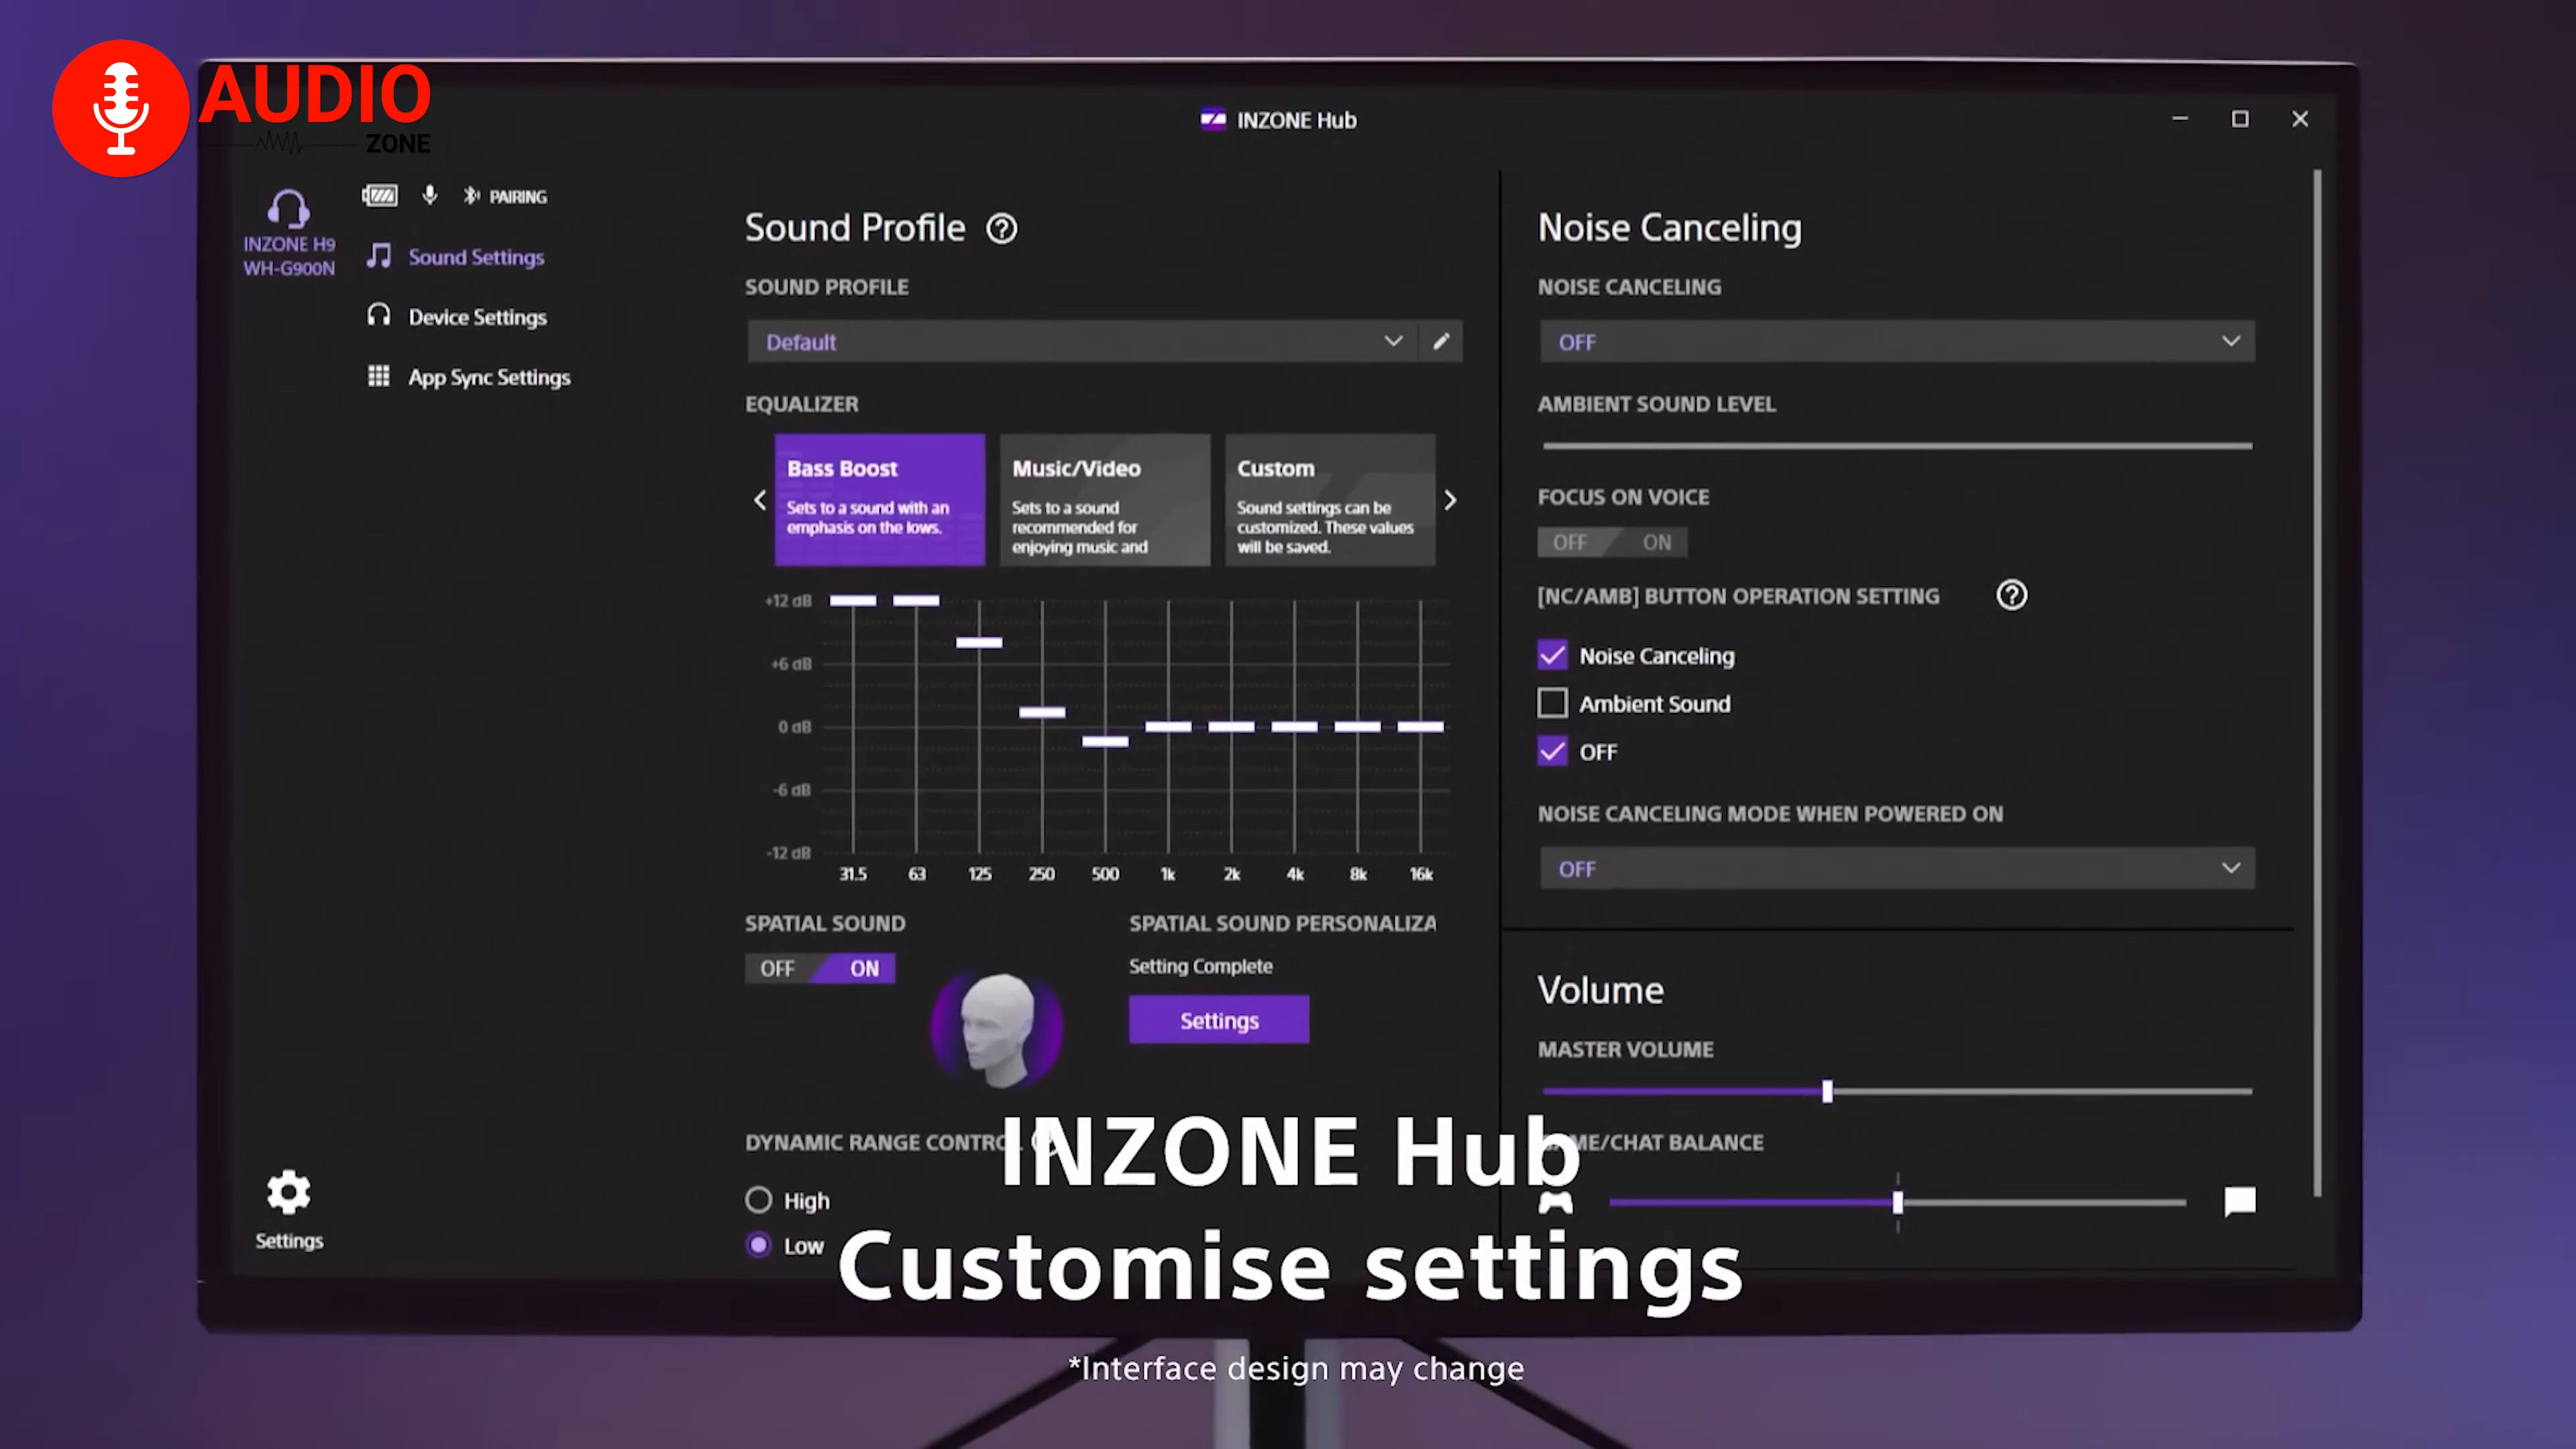 AUDIO
ZONE
INZONE Hub
PAIRING
INZONE H9
WH-G900N
Sound Settings
Device Settings
App Sync Settings
Settings
Sound Profile
SOUND PROFILE
Default
EQUALIZER
Bass Boost
Sets to a sound with an
emphasis on the lows.
Music/Video
Sets to a sound
recommended for
enjoying music and
Custom
Sound settings can be
customized. These values
will be saved.
+12 dB
+6 dB
0 dB
-6 dB
-12 dB
31.5 63 125 250 500 1k 2k 4k 8k 16k
SPATIAL SOUND
OFF ON
SPATIAL SOUND PERSONALIZA
Setting Complete
Settings
DYNAMIC RANGE
High
Low
Noise Canceling
NOISE CANCELING
OFF
AMBIENT SOUND LEVEL
FOCUS ON VOICE
OFF ON
[NC/AMB] BUTTON OPERATION SETTING
Noise Canceling
Ambient Sound
OFF
NOISE CANCELING MODE WHEN POWERED ON
OFF
Volume
MASTER VOLUME
BALANCE
INZONE Hub
Customise settings
*Interface design may change